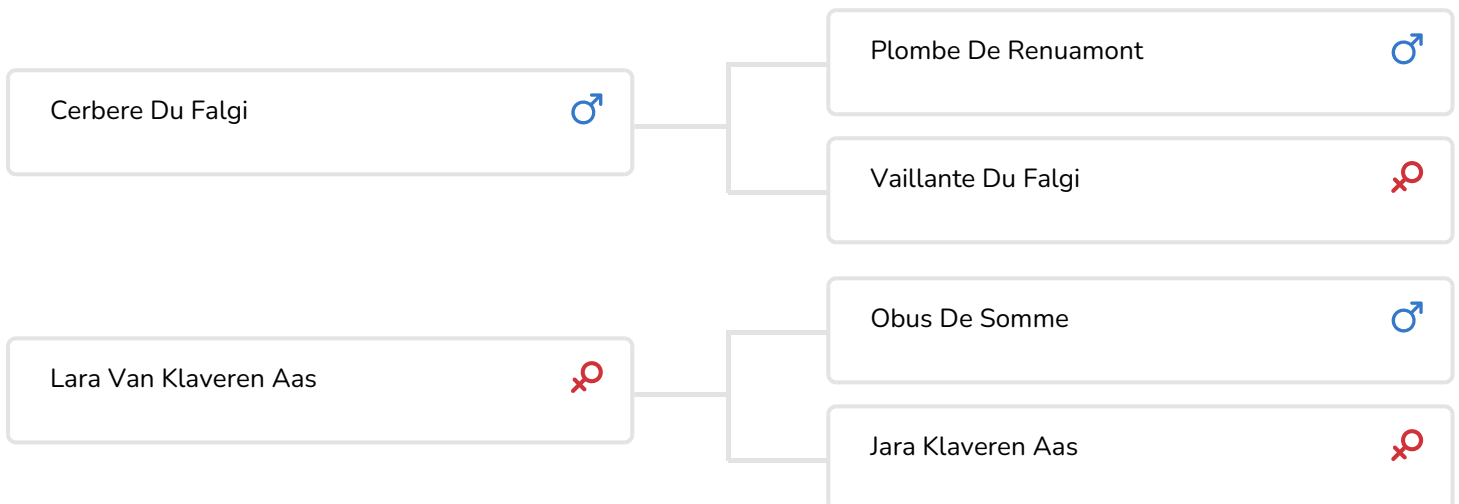 Plombe De Renuamont
Cerbere Du Falgi
Vaillante Du Falgi
Obus De Somme
Lara Van Klaveren Aas
Jara Klaveren Aas